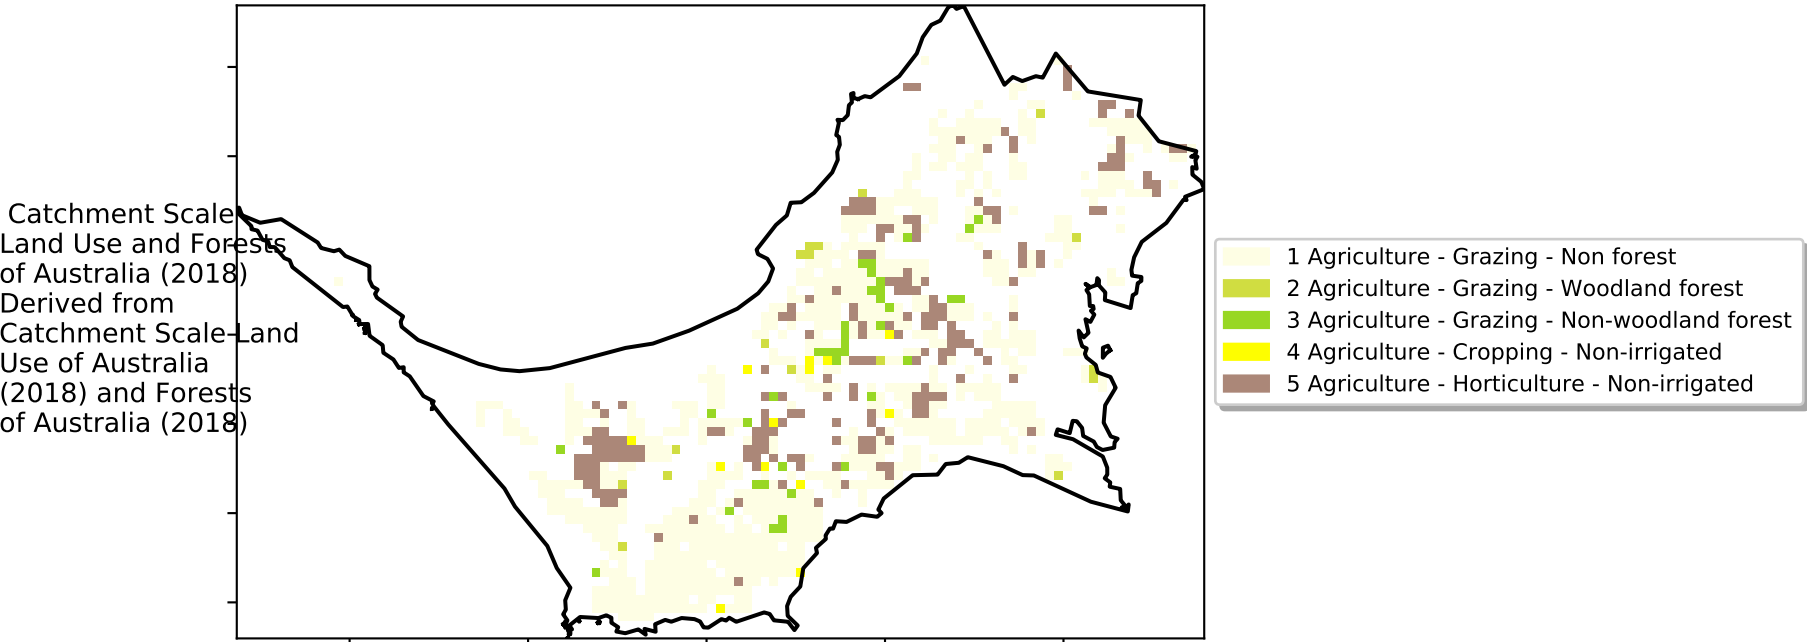 Catchment Scale
Land Use and Forests
of Australia (2018)
Derived from
Catchment Scale Land
Use of Australia
(2018) and Forests
of Australia (2018)
1 Agriculture - Grazing - Non forest
2 Agriculture - Grazing - Woodland forest
3 Agriculture - Grazing - Non-woodland forest
4 Agriculture - Cropping - Non-irrigated
5 Agriculture - Horticulture - Non-irrigated